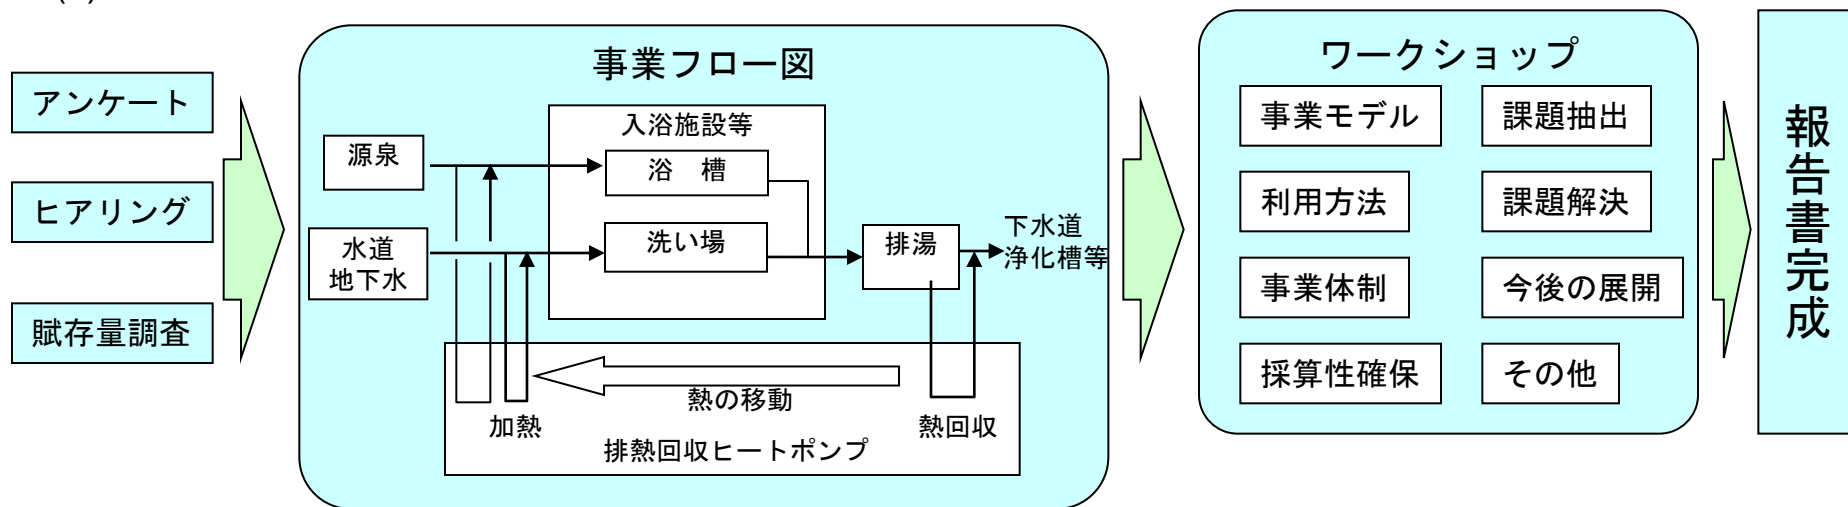 アンケート
ヒアリング
賦存量調査
事業フロー図
源泉
水道
地下水
入浴施設等
浴　槽
洗い場
排湯
下水道
浄化槽等
熱の移動
加熱
熱回収
排熱回収ヒートポンプ
ワークショップ
事業モデル
課題抽出
利用方法
課題解決
事業体制
今後の展開
採算性確保
その他
報告書完成